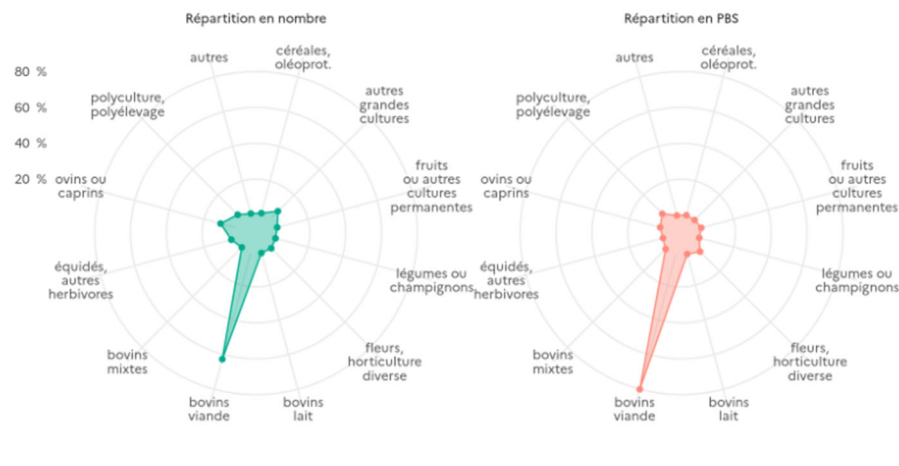 Répartition en nombre
autres
céréales,
oléoprot.
80 %
60 %
40 %
20 %
polyculture,
polyélevage
autres
grandes
cultures
ovins ou
caprins
fruits
ou autres
cultures
permanentes
équidés,
autres
herbivores
légumes ou
champignons
bovins
mixtes
fleurs,
horticulture
diverse
bovins
viande
bovins
lait
Répartition en PBS
autres
céréales,
oléoprot.
polyculture,
polyélevage
autres
grandes
cultures
ovins ou
caprins
fruits
ou autres
cultures
permanentes
équidés,
autres
herbivores
légumes ou
champignons
bovins
mixtes
fleurs,
horticulture
diverse
bovins
viande
bovins
lait